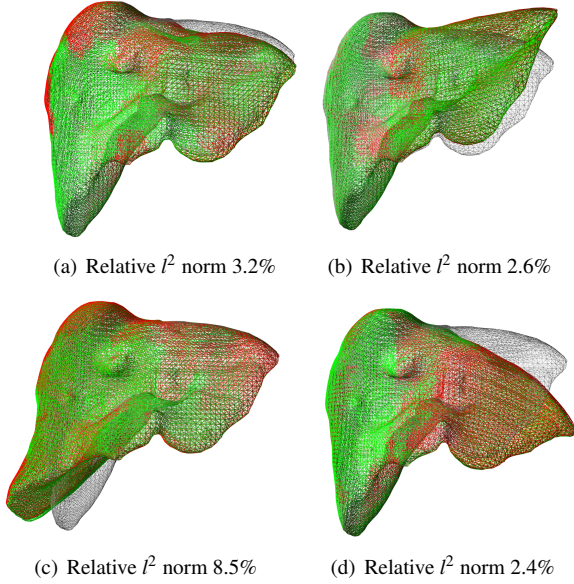 (a) Relative l² norm 3.2%
(b) Relative l² norm 2.6%
(c) Relative l² norm 8.5%
(d) Relative l² norm 2.4%